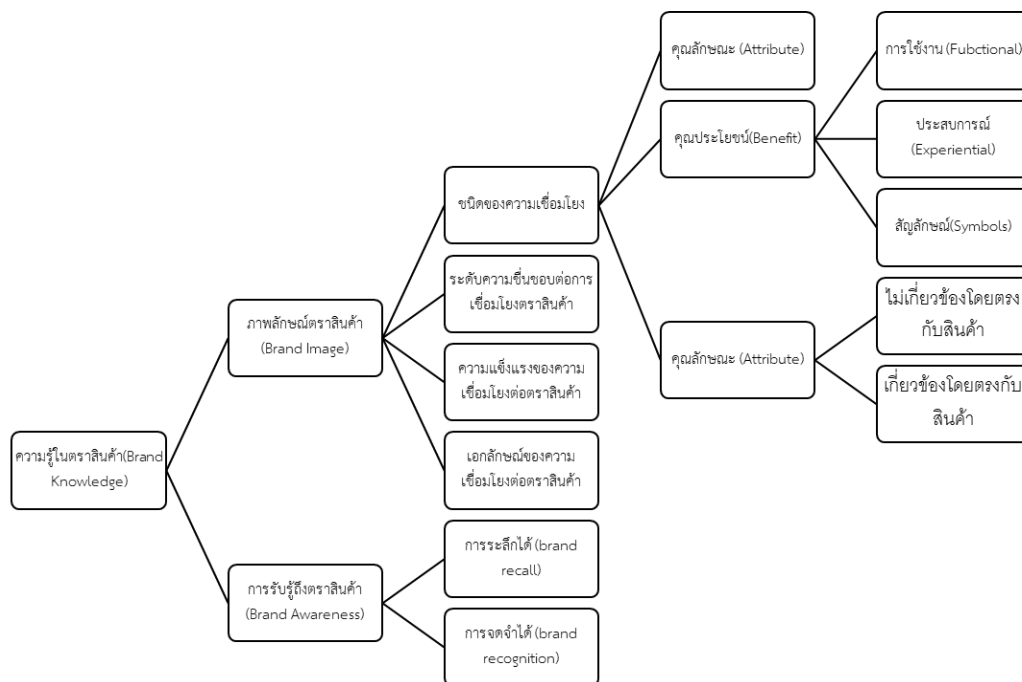 ความรู้ในตราสินค้า(Brand
Knowledge)
ภาพลักษณ์ตราสินค้า
(Brand Image)
ชนิดของความเชื่อมโยง
คุณลักษณะ (Attribute)
คุณประโยชน์(Benefit)
การใช้งาน (Fubctional)
ประสบการณ์
(Experiential)
สัญลักษณ์(Symbols)
คุณลักษณะ (Attribute)
ไม่เกี่ยวข้องโดยตรง
กับสินค้า
เกี่ยวข้องโดยตรงกับ
สินค้า
ระดับความชื่นชอบต่อการ
เชื่อมโยงตราสินค้า
ความแข็งแรงของความ
เชื่อมโยงต่อตราสินค้า
เอกลักษณ์ของความ
เชื่อมโยงต่อตราสินค้า
การรับรู้ถึงตราสินค้า
(Brand Awareness)
การระลึกได้ (brand
recall)
การจดจำได้ (brand
recognition)